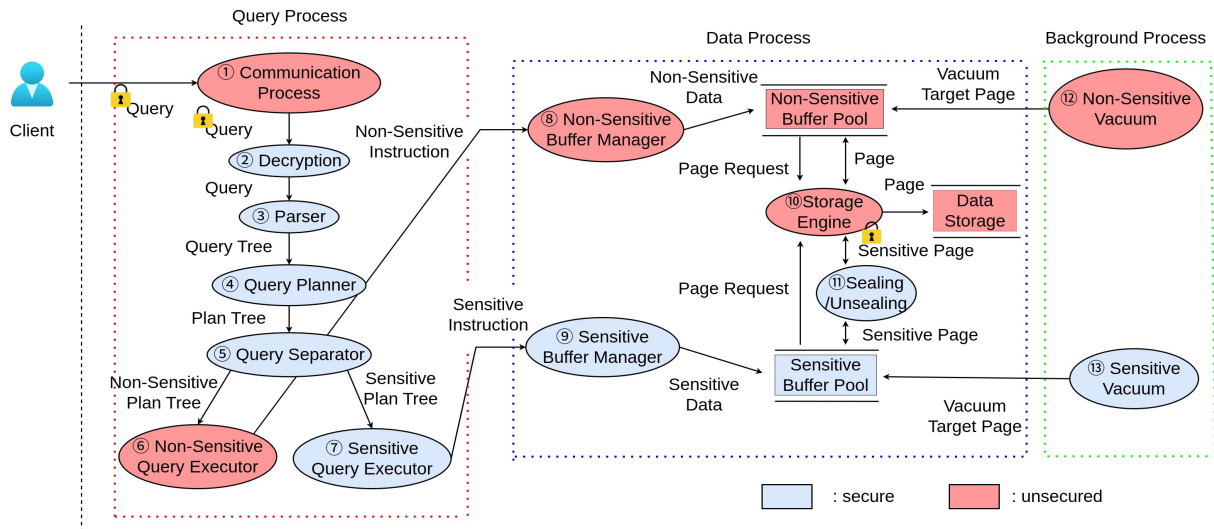 Query Process
Client
① Communication
Process
Query
Query
② Decryption
Query
③ Parser
Query Tree
④ Query Planner
Plan Tree
⑤ Query Separator
Non-Sensitive
Plan Tree
Sensitive
Plan Tree
⑥ Non-Sensitive
Query Executor
⑦ Sensitive
Query Executor
Non-Sensitive
Instruction
Sensitive
Instruction
Data Process
⑧ Non-Sensitive
Buffer Manager
Non-Sensitive
Data
Non-Sensitive
Buffer Pool
Page Request
Page
⑩Storage
Engine
Page
Data
Storage
Sensitive Page
⑪Sealing
/Unsealing
Page Request
Sensitive Page
⑨ Sensitive
Buffer Manager
Sensitive
Data
Sensitive
Buffer Pool
Background Process
Vacuum
Target Page
⑫ Non-Sensitive
Vacuum
⑬ Sensitive
Vacuum
Vacuum
Target Page
: secure
: unsecured